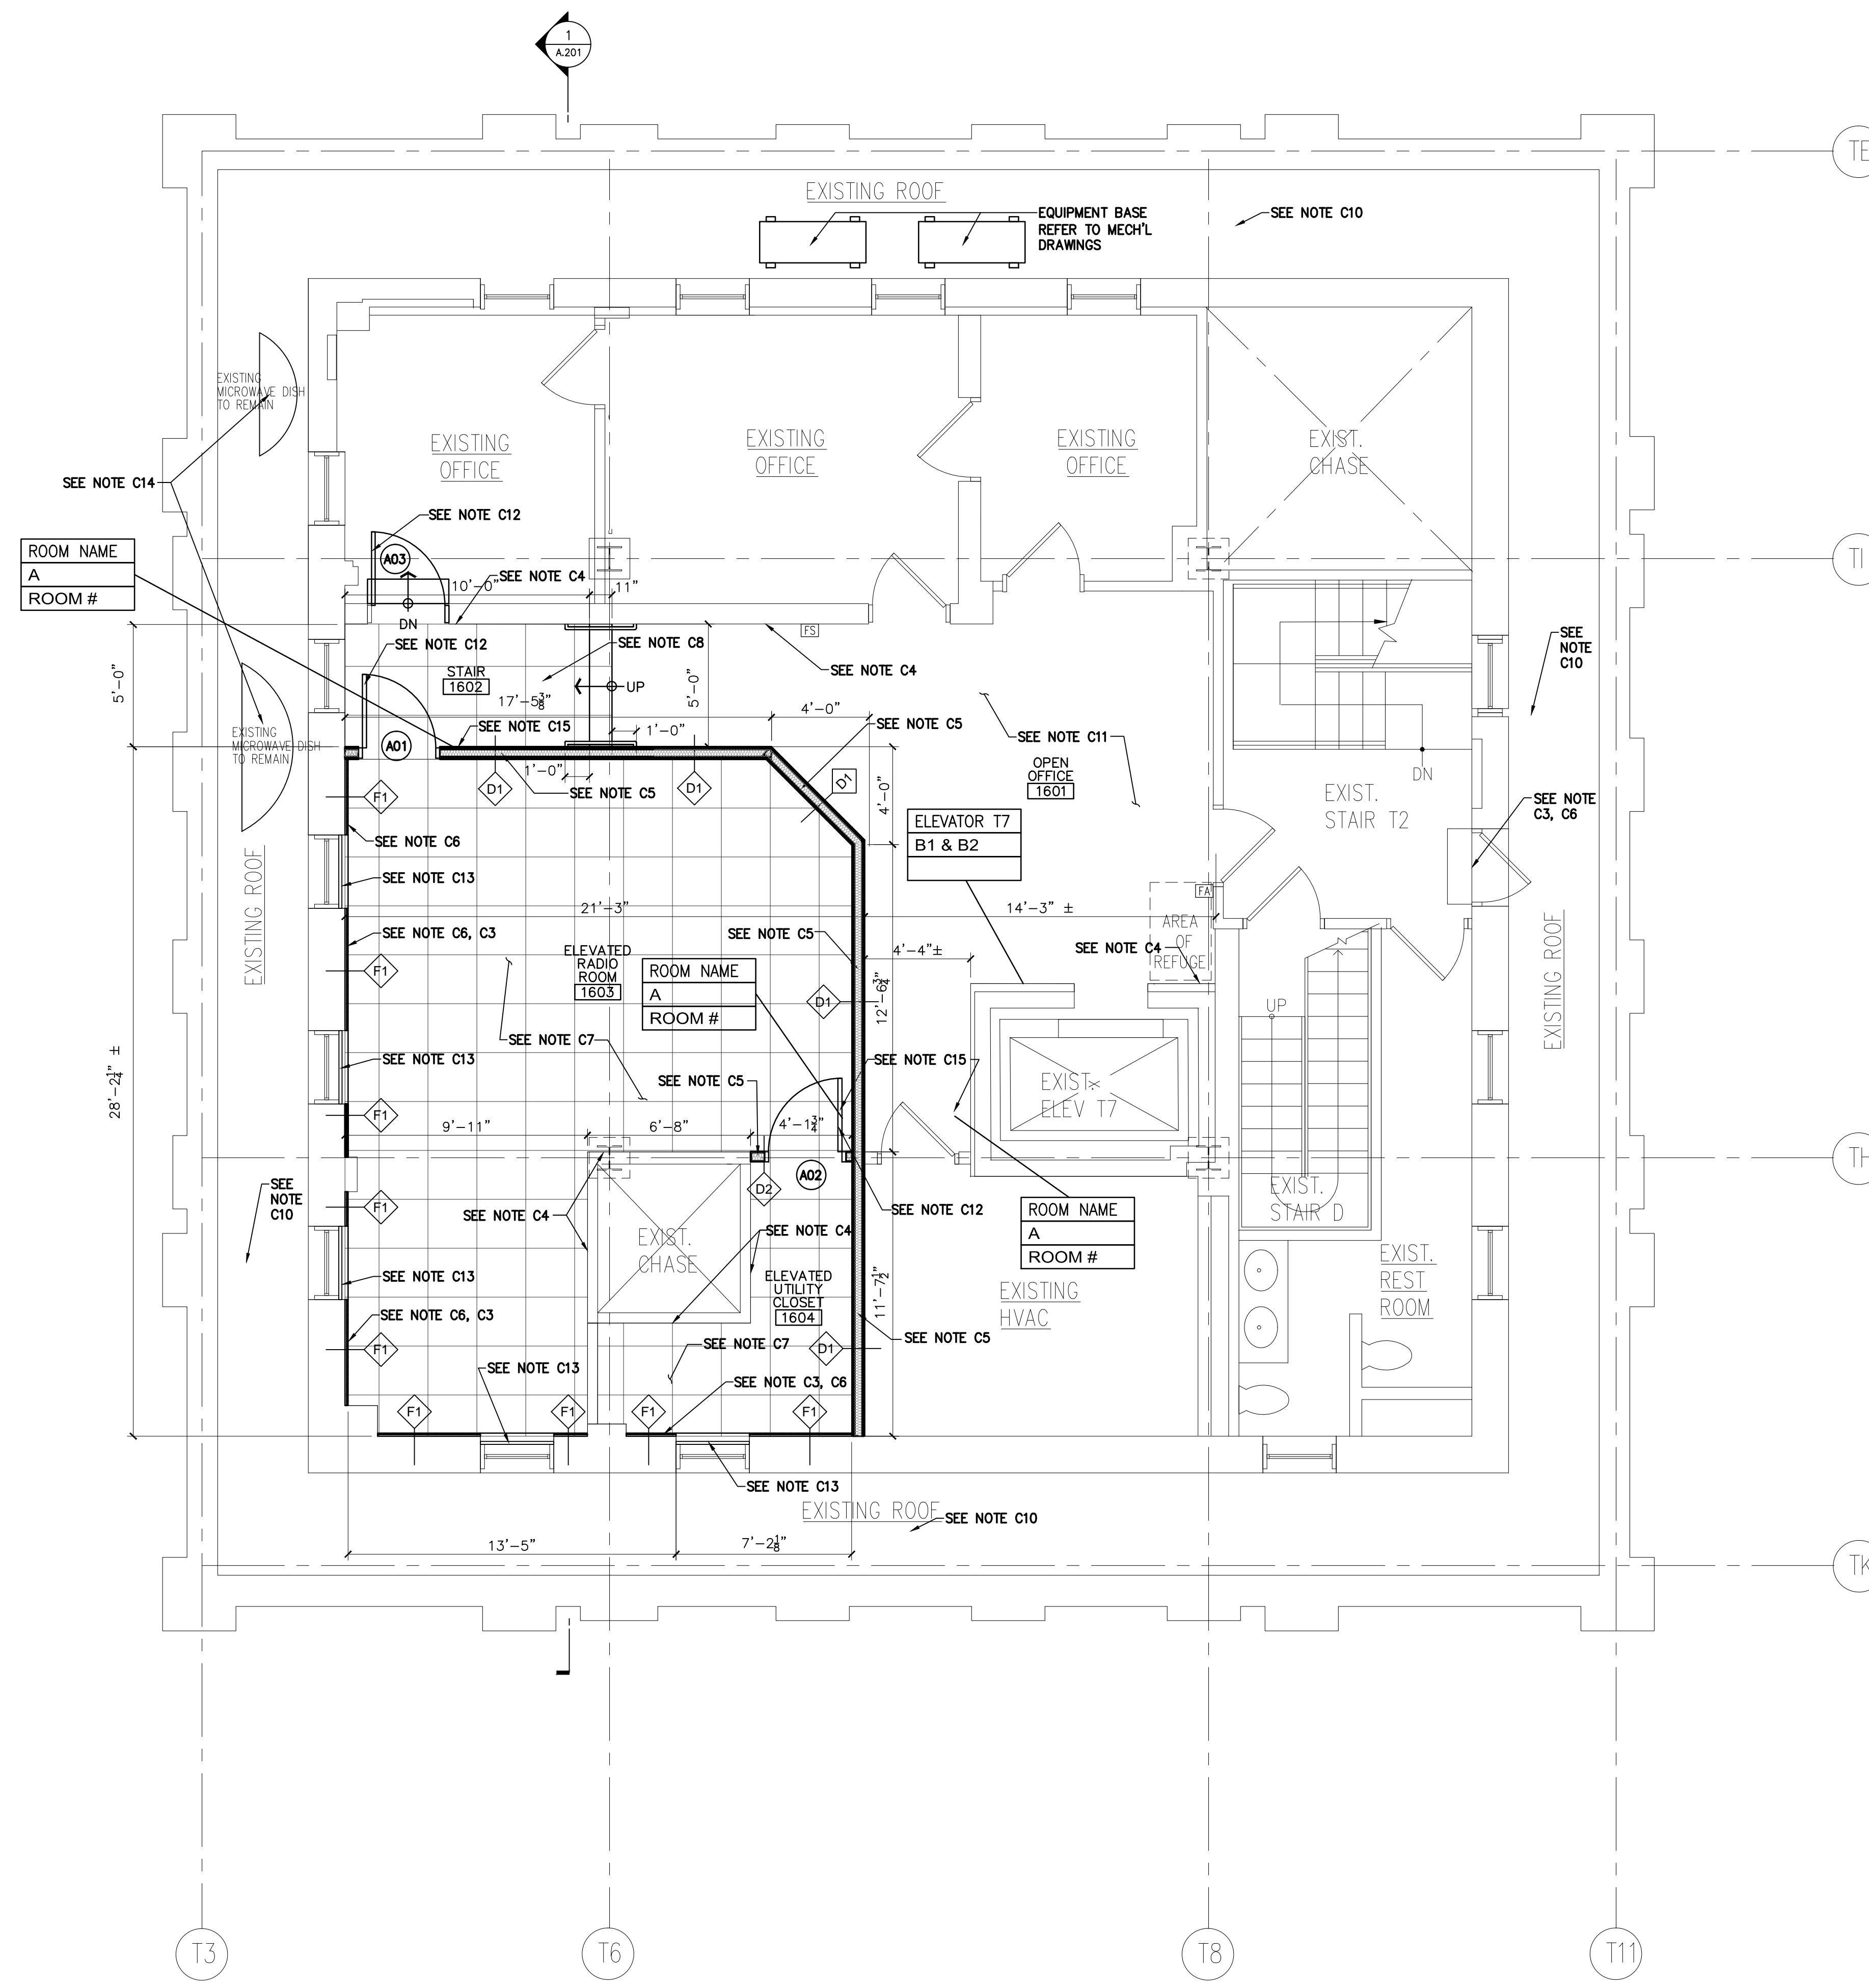 1
A.201
TI
EXISTING ROOF
EQUIPMENT BASE
REFER TO MECH'L
DRAWINGS
SEE NOTE C10
EXISTING
MICROWAVE DISH
TO REMAIN
SEE NOTE C14
EXISTING
OFFICE
EXISTING
OFFICE
EXISTING
OFFICE
EXIST.
CHASE
SEE NOTE C12
ROOM NAME
A
ROOM #
A03
10'-0"
SEE NOTE C4
11"
DN
FS
SEE NOTE C12
SEE NOTE C8
SEE NOTE C4
SEE
NOTE
C10
STAIR
1602
UP
5'-0"
5'-0"
17'-5 3/8"
4'-0"
SEE NOTE C15
1'-0"
SEE NOTE C5
SEE NOTE C11
EXISTING
MICROWAVE DISH
TO REMAIN
A01
1'-0"
D1
SEE NOTE C5
D1
D1
4'-0"
OPEN
OFFICE
1601
DN
EXIST.
STAIR T2
SEE NOTE
C3, C6
F1
ELEVATOR T7
B1 & B2
SEE NOTE C6
SEE NOTE C13
EXISTING ROOF
21'-3"
14'-3" ±
FA
AREA
OF
REFUGE
SEE NOTE C6, C3
SEE NOTE C5
SEE NOTE C4
4'-4"±
ELEVATED
RADIO
ROOM
1603
ROOM NAME
A
ROOM #
F1
D1
12'-6 3/4"
EXISTING ROOF
UP
SEE NOTE C7
SEE NOTE C13
SEE NOTE C15
SEE NOTE C5
EXIST.
ELEV T7
28'-2 1/4" ±
F1
9'-11"
6'-8"
4'-1 3/4"
TH
A02
D2
SEE
NOTE
C10
F1
SEE NOTE C4
SEE NOTE C12
ROOM NAME
A
ROOM #
EXIST.
STAIR D
EXIST.
CHASE
SEE NOTE C4
SEE NOTE C13
ELEVATED
UTILITY
CLOSET
1604
11'-7 1/2"
EXISTING
HVAC
EXIST.
REST
ROOM
SEE NOTE C6, C3
F1
SEE NOTE C7
D1
SEE NOTE C5
SEE NOTE C13
SEE NOTE C3, C6
F1
F1
F1
F1
SEE NOTE C13
EXISTING ROOF
SEE NOTE C10
13'-5"
7'-2 1/8"
T3
T6
T8
T11